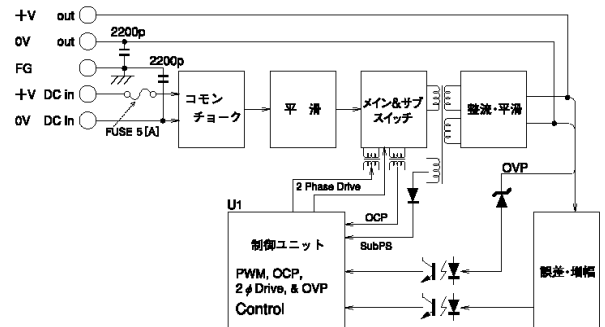 +V out
0V out
2200p
FG
2200p
+V DC in
0V DC in
FUSE 5 [A]
コモン
チョーク
平 滑
メイン&サブ
スイッチ
整流・平滑
2 Phase Drive
OVP
U1
OCP
SubPS
制御ユニット
PWM, OCP,
2φDrive, & OVP
Control
誤差・増幅